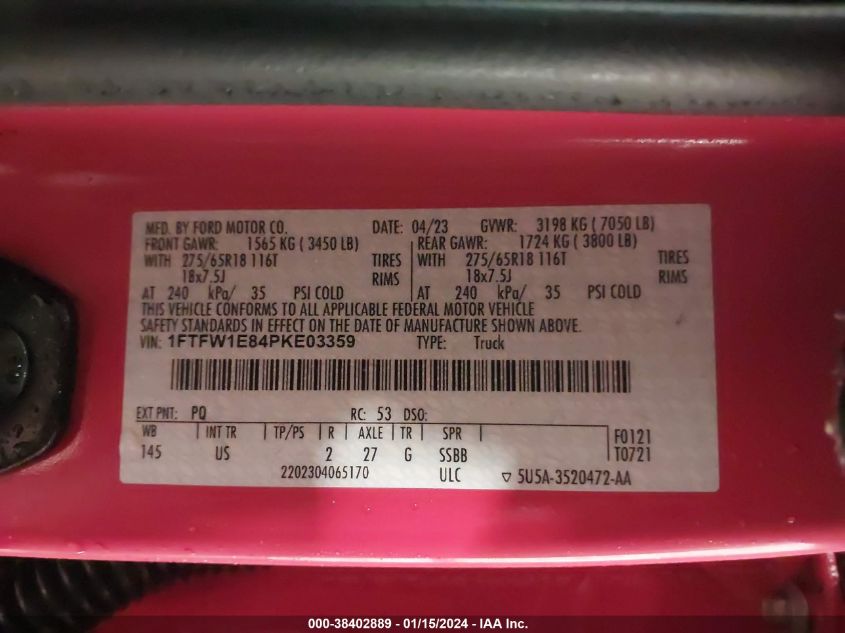 MFD. BY FORD MOTOR CO. DATE: 04/23 GVWR: 3198 KG ( 7050 LB)
FRONT GAWR: 1565 KG ( 3450 LB) REAR GAWR: 1724 KG ( 3800 LB)
WITH 275/65R18 116T TIRES WITH 275/65R18 116T TIRES
18x7.5J RIMS 18x7.5J RIMS
AT 240 kPa/ 35 PSI COLD AT 240 kPa/ 35 PSI COLD
THIS VEHICLE CONFORMS TO ALL APPLICABLE FEDERAL MOTOR VEHICLE
SAFETY STANDARDS IN EFFECT ON THE DATE OF MANUFACTURE SHOWN ABOVE.
VIN: 1FTFW1E84PKE03359 TYPE: Truck
EXT PNT: PQ RC: 53 DSO:
WB INT TR TP/PS R AXLE TR SPR F0121
145 US 2 27 G SSBB T0721
2202304065170 ULC ▽ 5U5A-3520472-AA
000-38402889 - 01/15/2024 - IAA Inc.